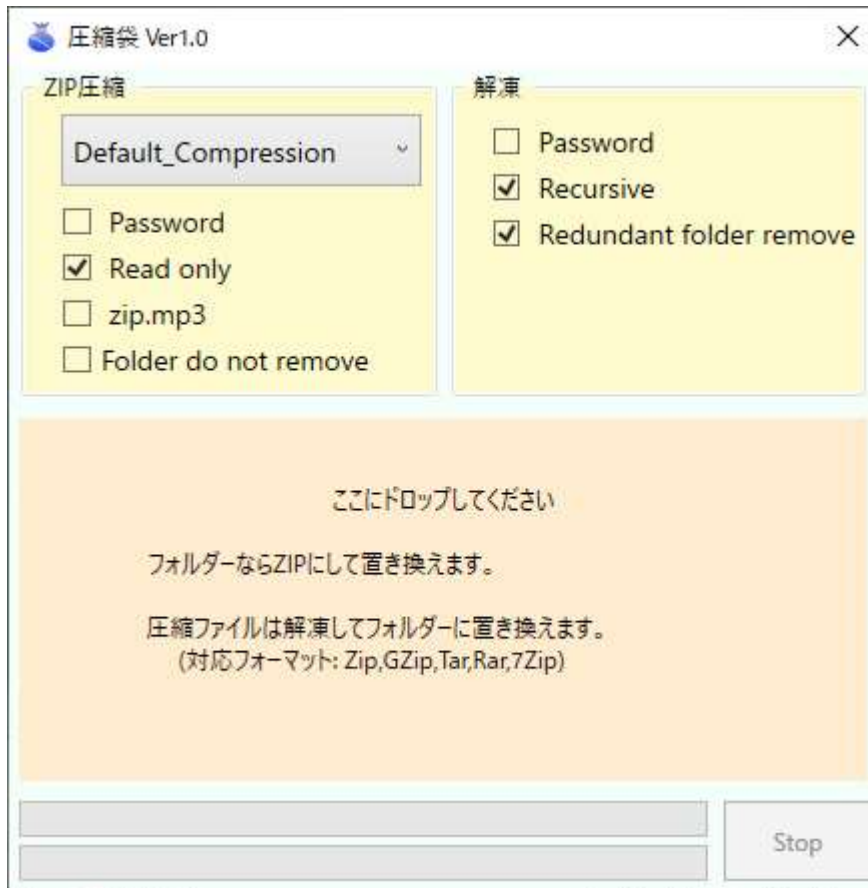 圧縮袋 Ver1.0
ZIP圧縮
Default_Compression
Password
Read only
zip.mp3
Folder do not remove
解凍
Password
Recursive
Redundant folder remove
ここにドロップしてください
フォルダーならZIPにして置き換えます。
圧縮ファイルは解凍してフォルダーに置き換えます。
(対応フォーマット: Zip,GZip,Tar,Rar,7Zip)
Stop